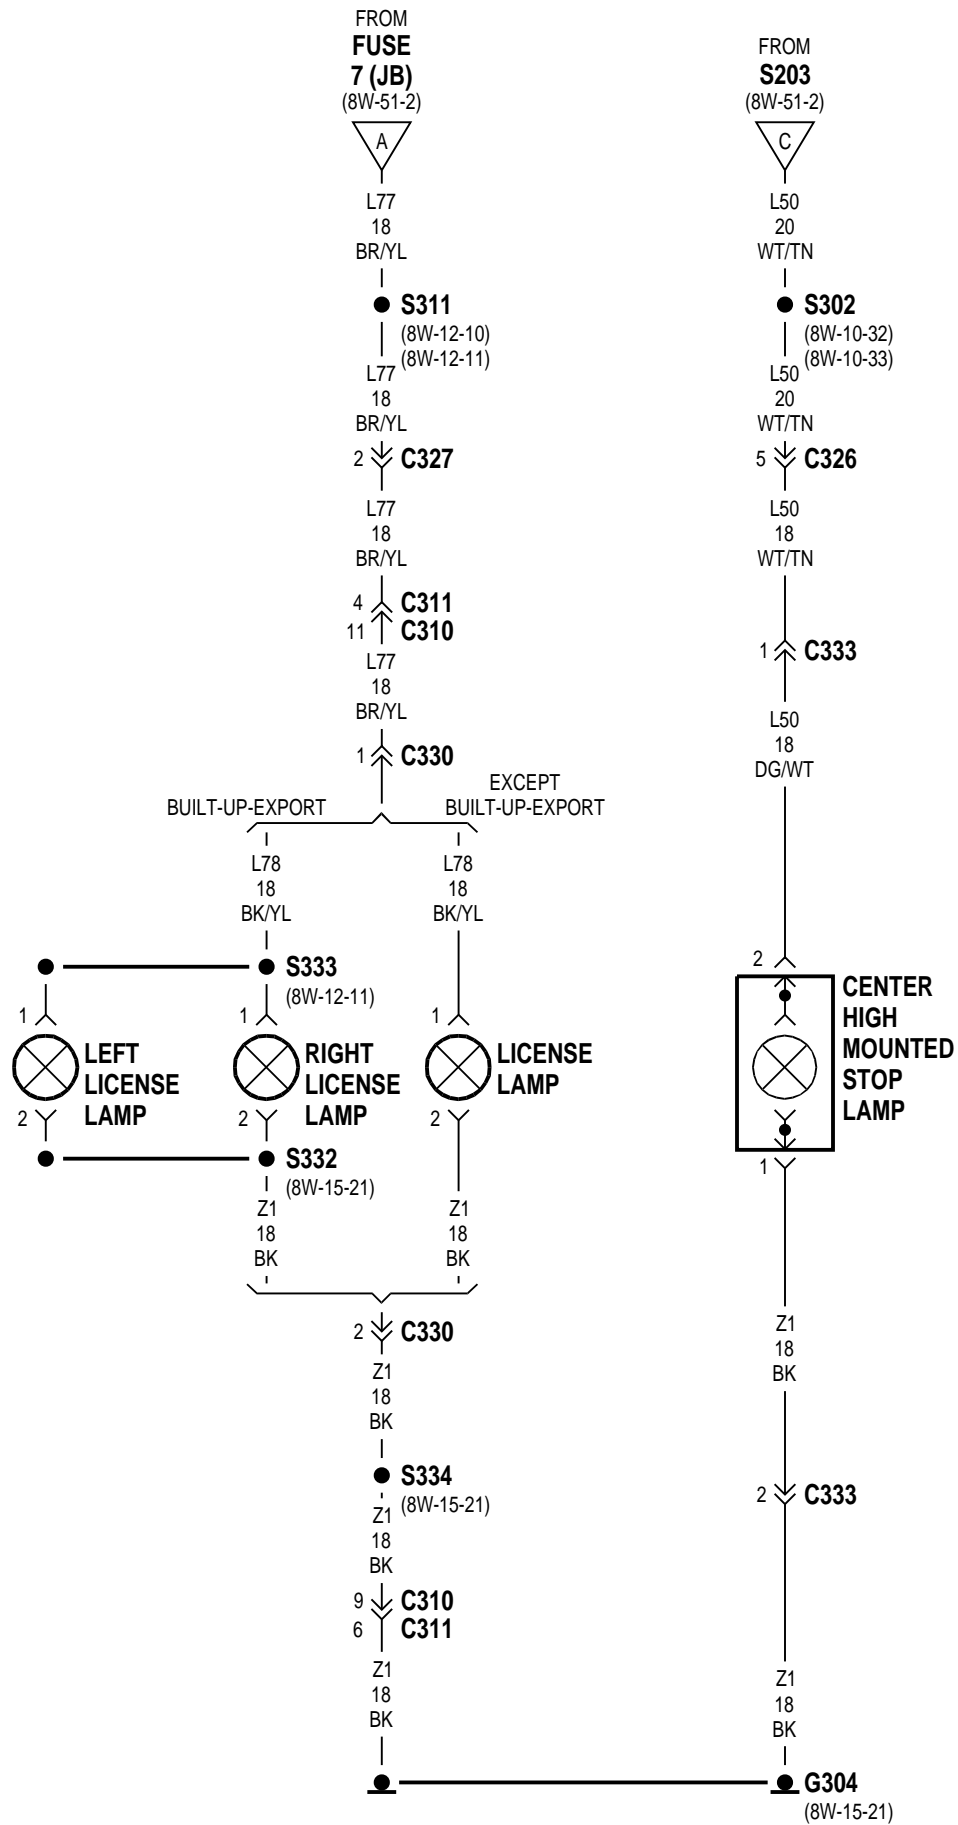 FROM
FUSE
7 (JB)
(8W-51-2)
A
L77
18
BR/YL
S311
(8W-12-10)
(8W-12-11)
L77
18
BR/YL
2 C327
L77
18
BR/YL
4 C311
11 C310
L77
18
BR/YL
1 C330
BUILT-UP-EXPORT
EXCEPT
BUILT-UP-EXPORT
L78
18
BK/YL
L78
18
BK/YL
S333
(8W-12-11)
1
1
1
LEFT
LICENSE
LAMP
RIGHT
LICENSE
LAMP
LICENSE
LAMP
2
2
2
S332
(8W-15-21)
Z1
18
BK
Z1
18
BK
2 C330
Z1
18
BK
S334
(8W-15-21)
Z1
18
BK
9 C310
6 C311
Z1
18
BK
FROM
S203
(8W-51-2)
C
L50
20
WT/TN
S302
(8W-10-32)
(8W-10-33)
L50
20
WT/TN
5 C326
L50
18
WT/TN
1 C333
L50
18
DG/WT
2
CENTER
HIGH
MOUNTED
STOP
LAMP
1
Z1
18
BK
2 C333
Z1
18
BK
G304
(8W-15-21)